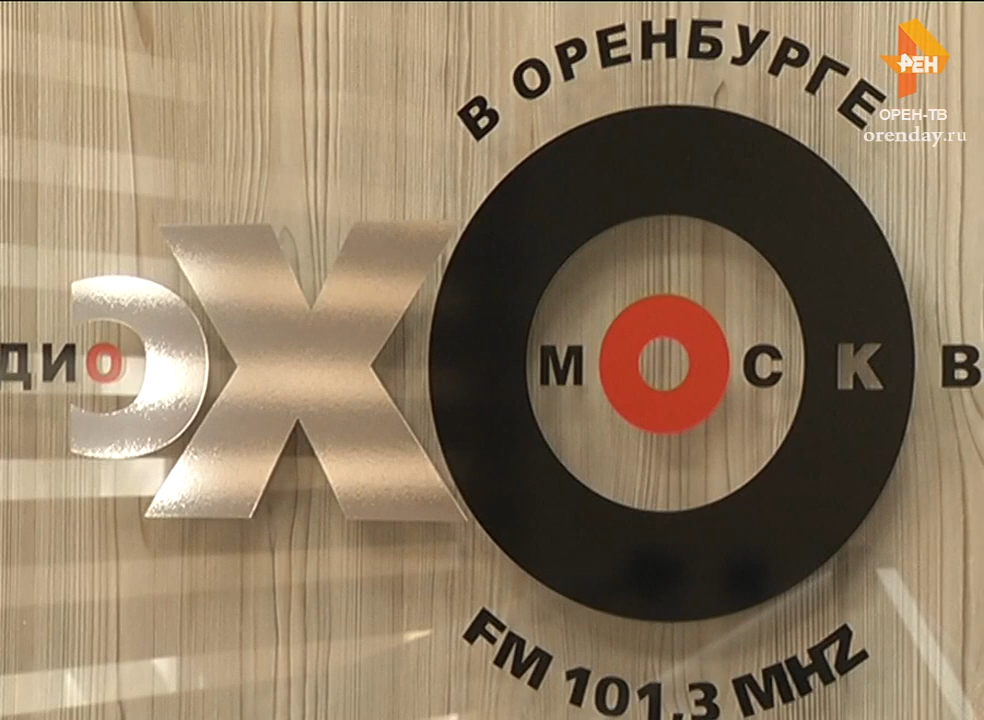 В ОРЕНБУРГЕ
РЕН
ОРЕН-ТВ
orenday.ru
ДИО ЭХО МОСКВ
FM 101,3 MHZ